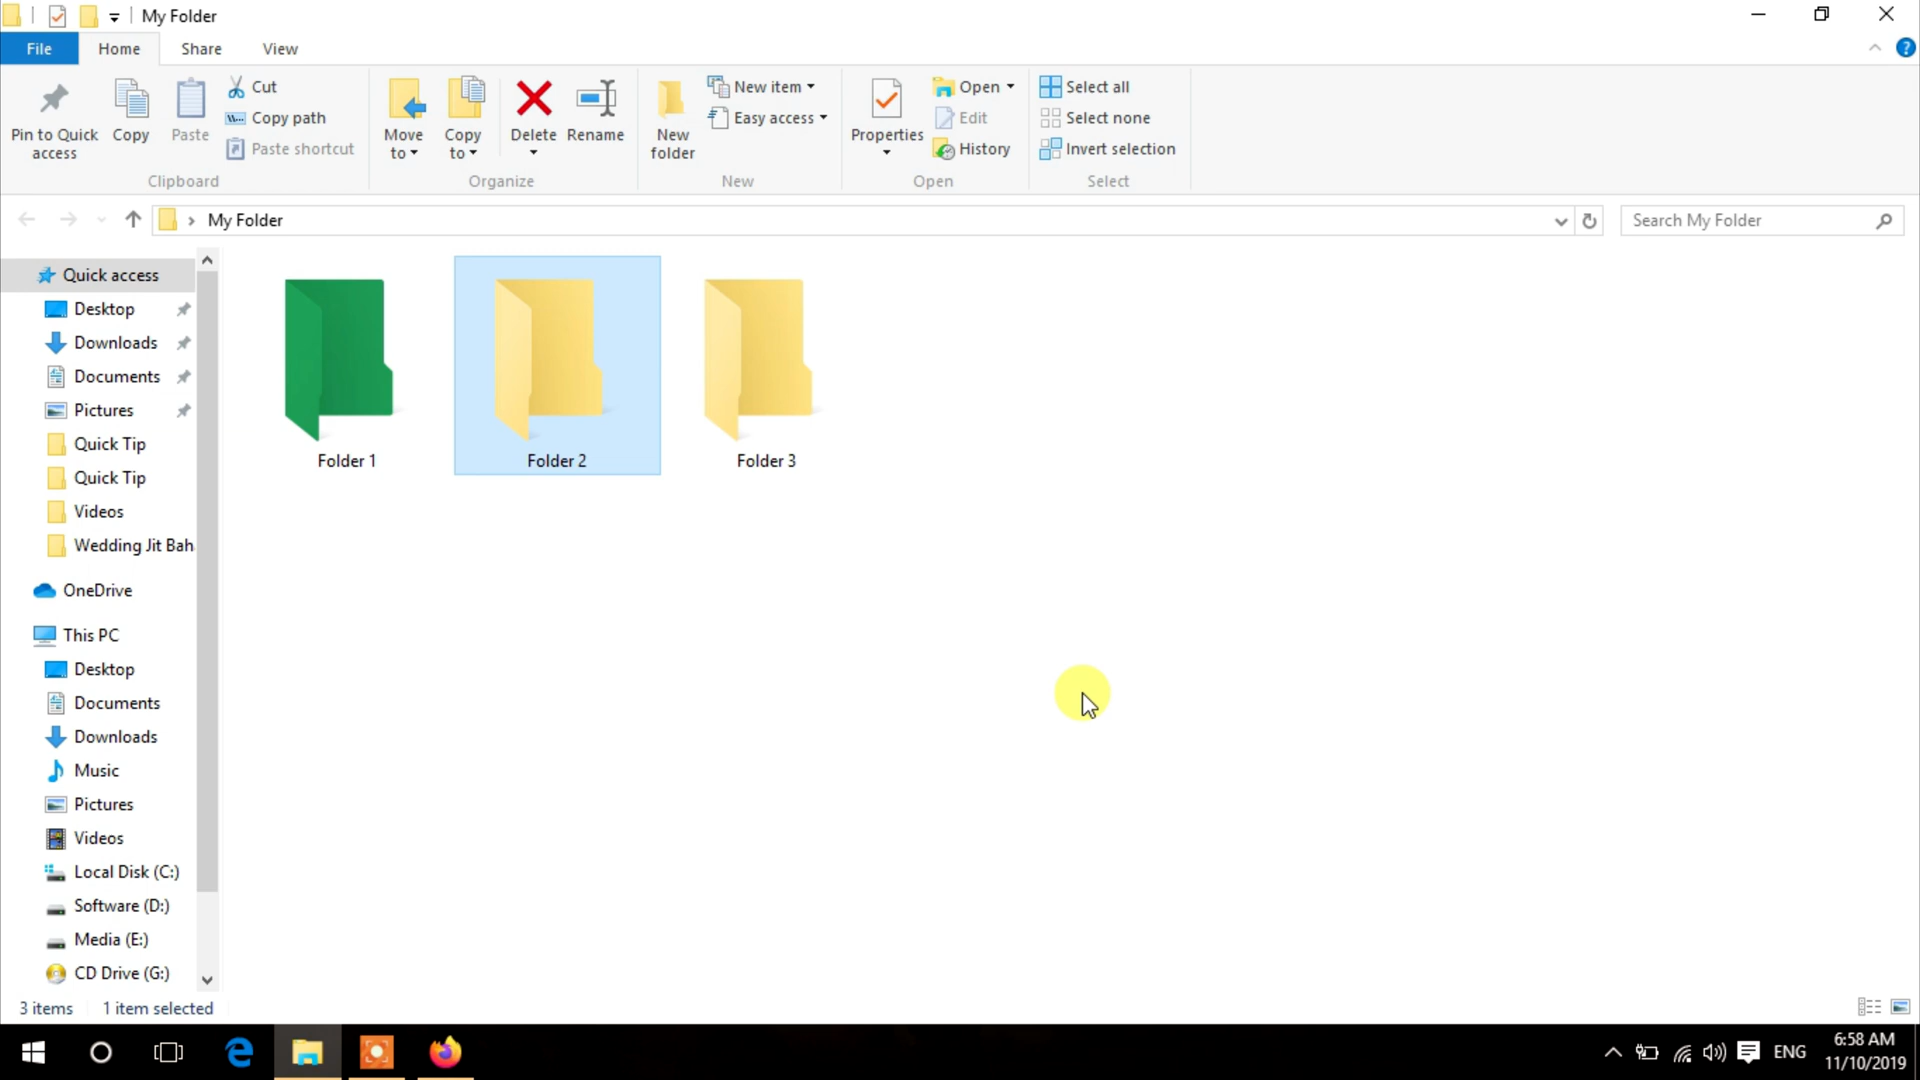 My Folder
File Home Share View
Pin to Quick access
Copy
Paste
Cut
Copy path
Paste shortcut
Clipboard
Move to
Copy to
Delete
Rename
Organize
New folder
New item
Easy access
New
Properties
Open
Edit
History
Open
Select all
Select none
Invert selection
Select
My Folder
Search My Folder
Quick access
Desktop
Downloads
Documents
Pictures
Quick Tip
Quick Tip
Videos
Wedding Jit Bah
OneDrive
This PC
Desktop
Documents
Downloads
Music
Pictures
Videos
Local Disk (C:)
Software (D:)
Media (E:)
CD Drive (G:)
Folder 1
Folder 2
Folder 3
3 items 1 item selected
ENG
6:58 AM
11/10/2019